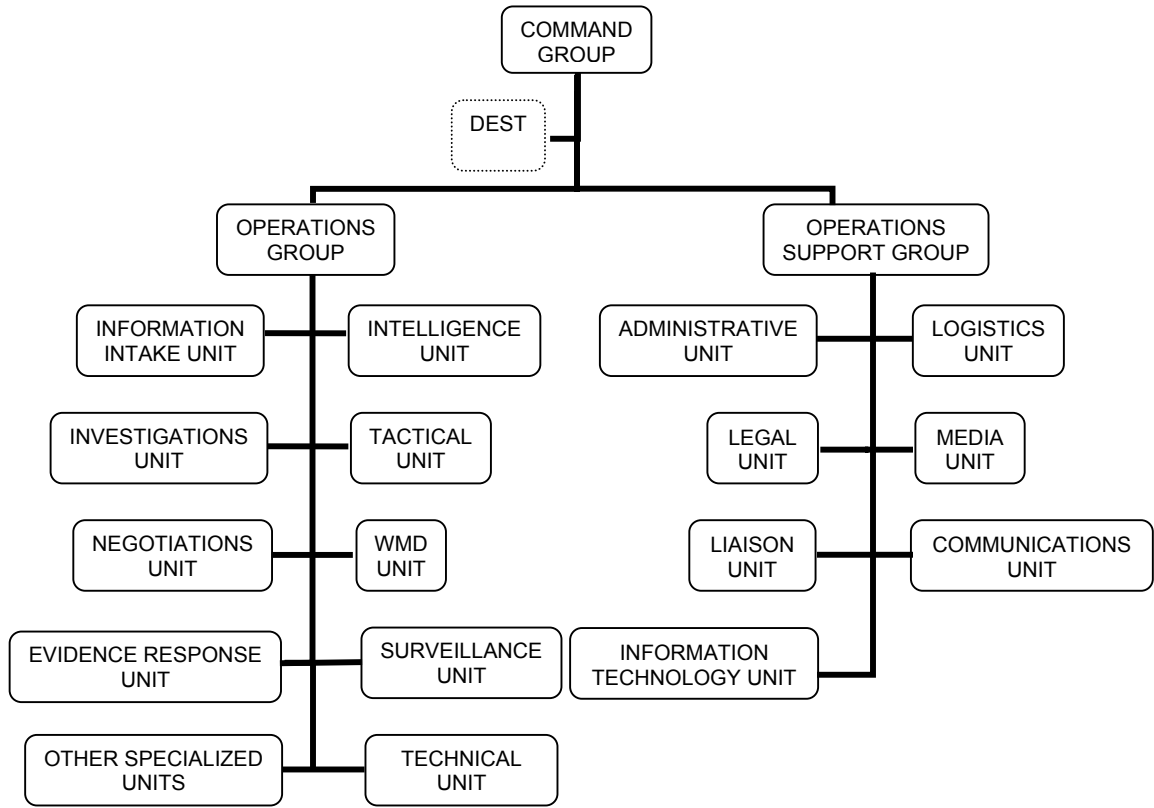 COMMAND
GROUP
DEST
OPERATIONS
GROUP
OPERATIONS
SUPPORT GROUP
INFORMATION
INTAKE UNIT
INTELLIGENCE
UNIT
ADMINISTRATIVE
UNIT
LOGISTICS
UNIT
INVESTIGATIONS
UNIT
TACTICAL
UNIT
LEGAL
UNIT
MEDIA
UNIT
NEGOTIATIONS
UNIT
WMD
UNIT
LIAISON
UNIT
COMMUNICATIONS
UNIT
EVIDENCE RESPONSE
UNIT
SURVEILLANCE
UNIT
INFORMATION
TECHNOLOGY UNIT
OTHER SPECIALIZED
UNITS
TECHNICAL
UNIT